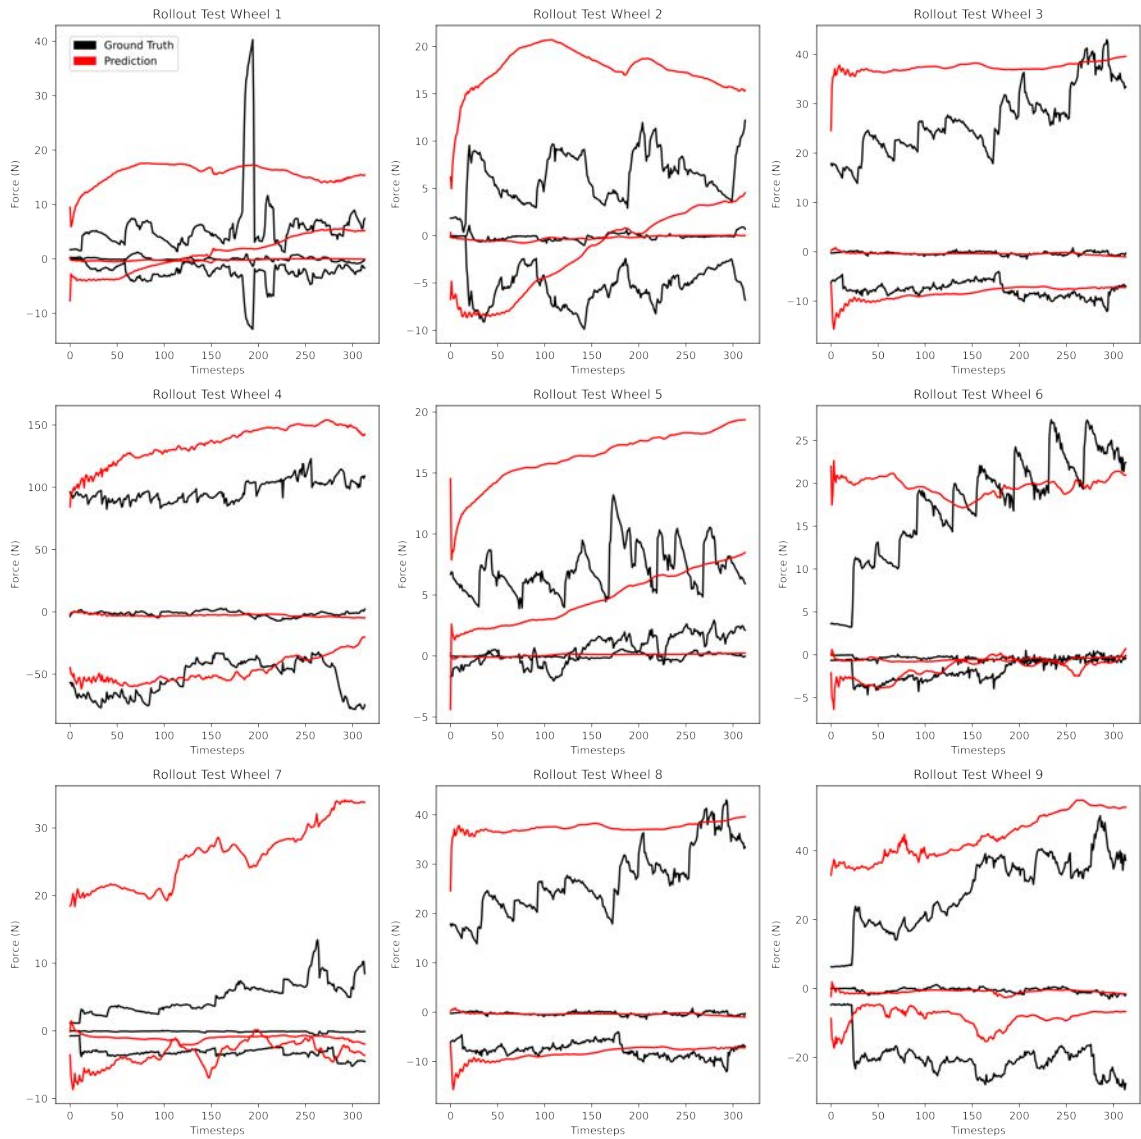 Rollout Test Wheel 1
Rollout Test Wheel 2
Rollout Test Wheel 3
Ground Truth
Prediction
Force (N)
40
30
20
10
0
−10
0 50 100 150 200 250 300
Timesteps
Force (N)
20
15
10
5
0
−5
−10
0 50 100 150 200 250 300
Timesteps
Force (N)
40
30
20
10
0
−10
0 50 100 150 200 250 300
Timesteps
Rollout Test Wheel 4
Rollout Test Wheel 5
Rollout Test Wheel 6
Force (N)
150
100
50
0
−50
0 50 100 150 200 250 300
Timesteps
Force (N)
20
15
10
5
0
−5
0 50 100 150 200 250 300
Timesteps
Force (N)
25
20
15
10
5
0
−5
0 50 100 150 200 250 300
Timesteps
Rollout Test Wheel 7
Rollout Test Wheel 8
Rollout Test Wheel 9
Force (N)
30
20
10
0
−10
0 50 100 150 200 250 300
Timesteps
Force (N)
40
30
20
10
0
−10
0 50 100 150 200 250 300
Timesteps
Force (N)
40
20
0
−20
0 50 100 150 200 250 300
Timesteps